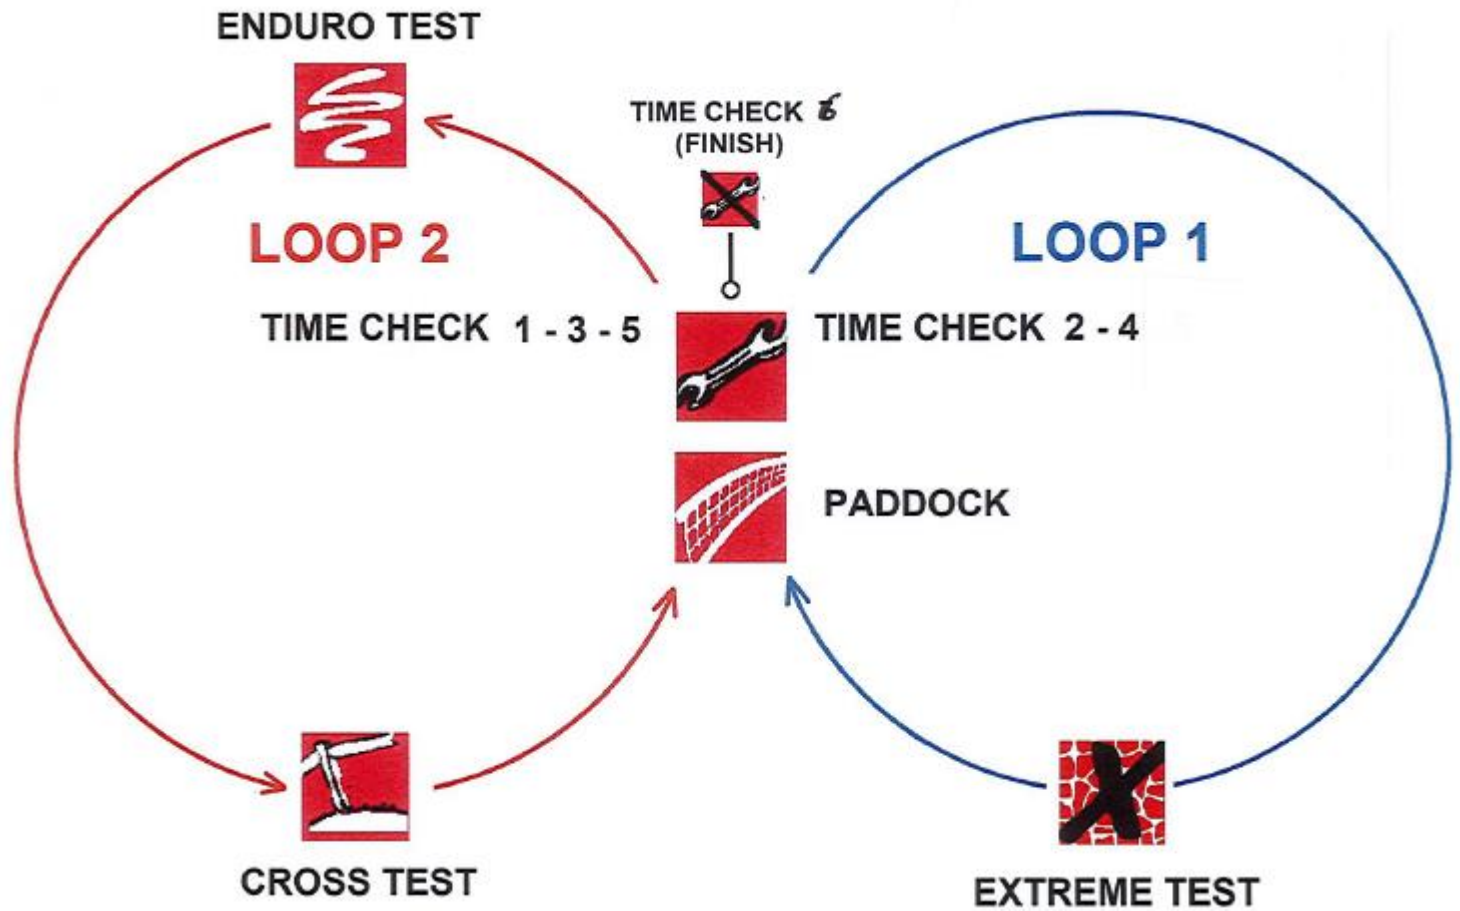 ENDURO TEST
TIME CHECK 6
(FINISH)
LOOP 2
LOOP 1
TIME CHECK 1 - 3 - 5
TIME CHECK 2 - 4
PADDOCK
CROSS TEST
EXTREME TEST